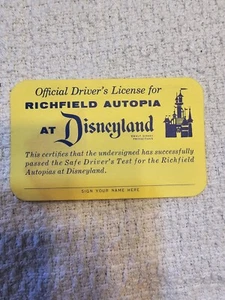 Official Driver's License for
RICHFIELD AUTOPIA
AT Disneyland
This certifies that the undersigned has successfully
passed the Safe Driver's Test for the Richfield
Autopias at Disneyland.
SIGN YOUR NAME HERE